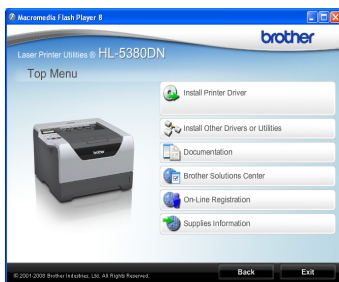 Macromedia Flash Player 8
brother
Laser Printer Utilities ® HL-5380DN
Top Menu
Install Printer Driver
Install Other Drivers or Utilities
Documentation
Brother Solutions Center
On-Line Registration
Supplies Information
brother
© 2001-2008 Brother Industries, Ltd. All Rights Reserved.
Back
Exit